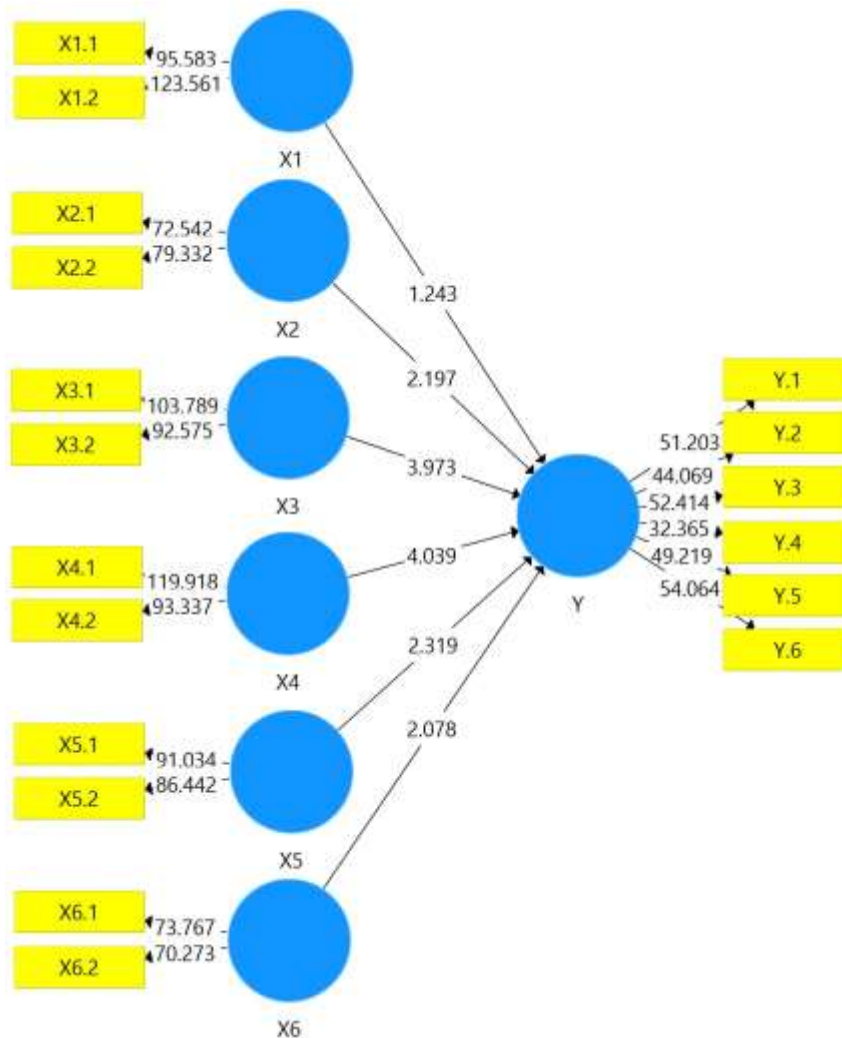 X1.1
95.583
123.561
X1.2
X1
X2.1
72.542
79.332
X2.2
X2
1.243
2.197
X3.1
103.789
92.575
X3.2
X3
3.973
X4.1
119.918
93.337
X4.2
X4
4.039
X5.1
91.034
86.442
X5.2
X5
2.319
X6.1
73.767
70.273
X6.2
X6
2.078
Y
51.203
44.069
52.414
32.365
49.219
54.064
Y.1
Y.2
Y.3
Y.4
Y.5
Y.6